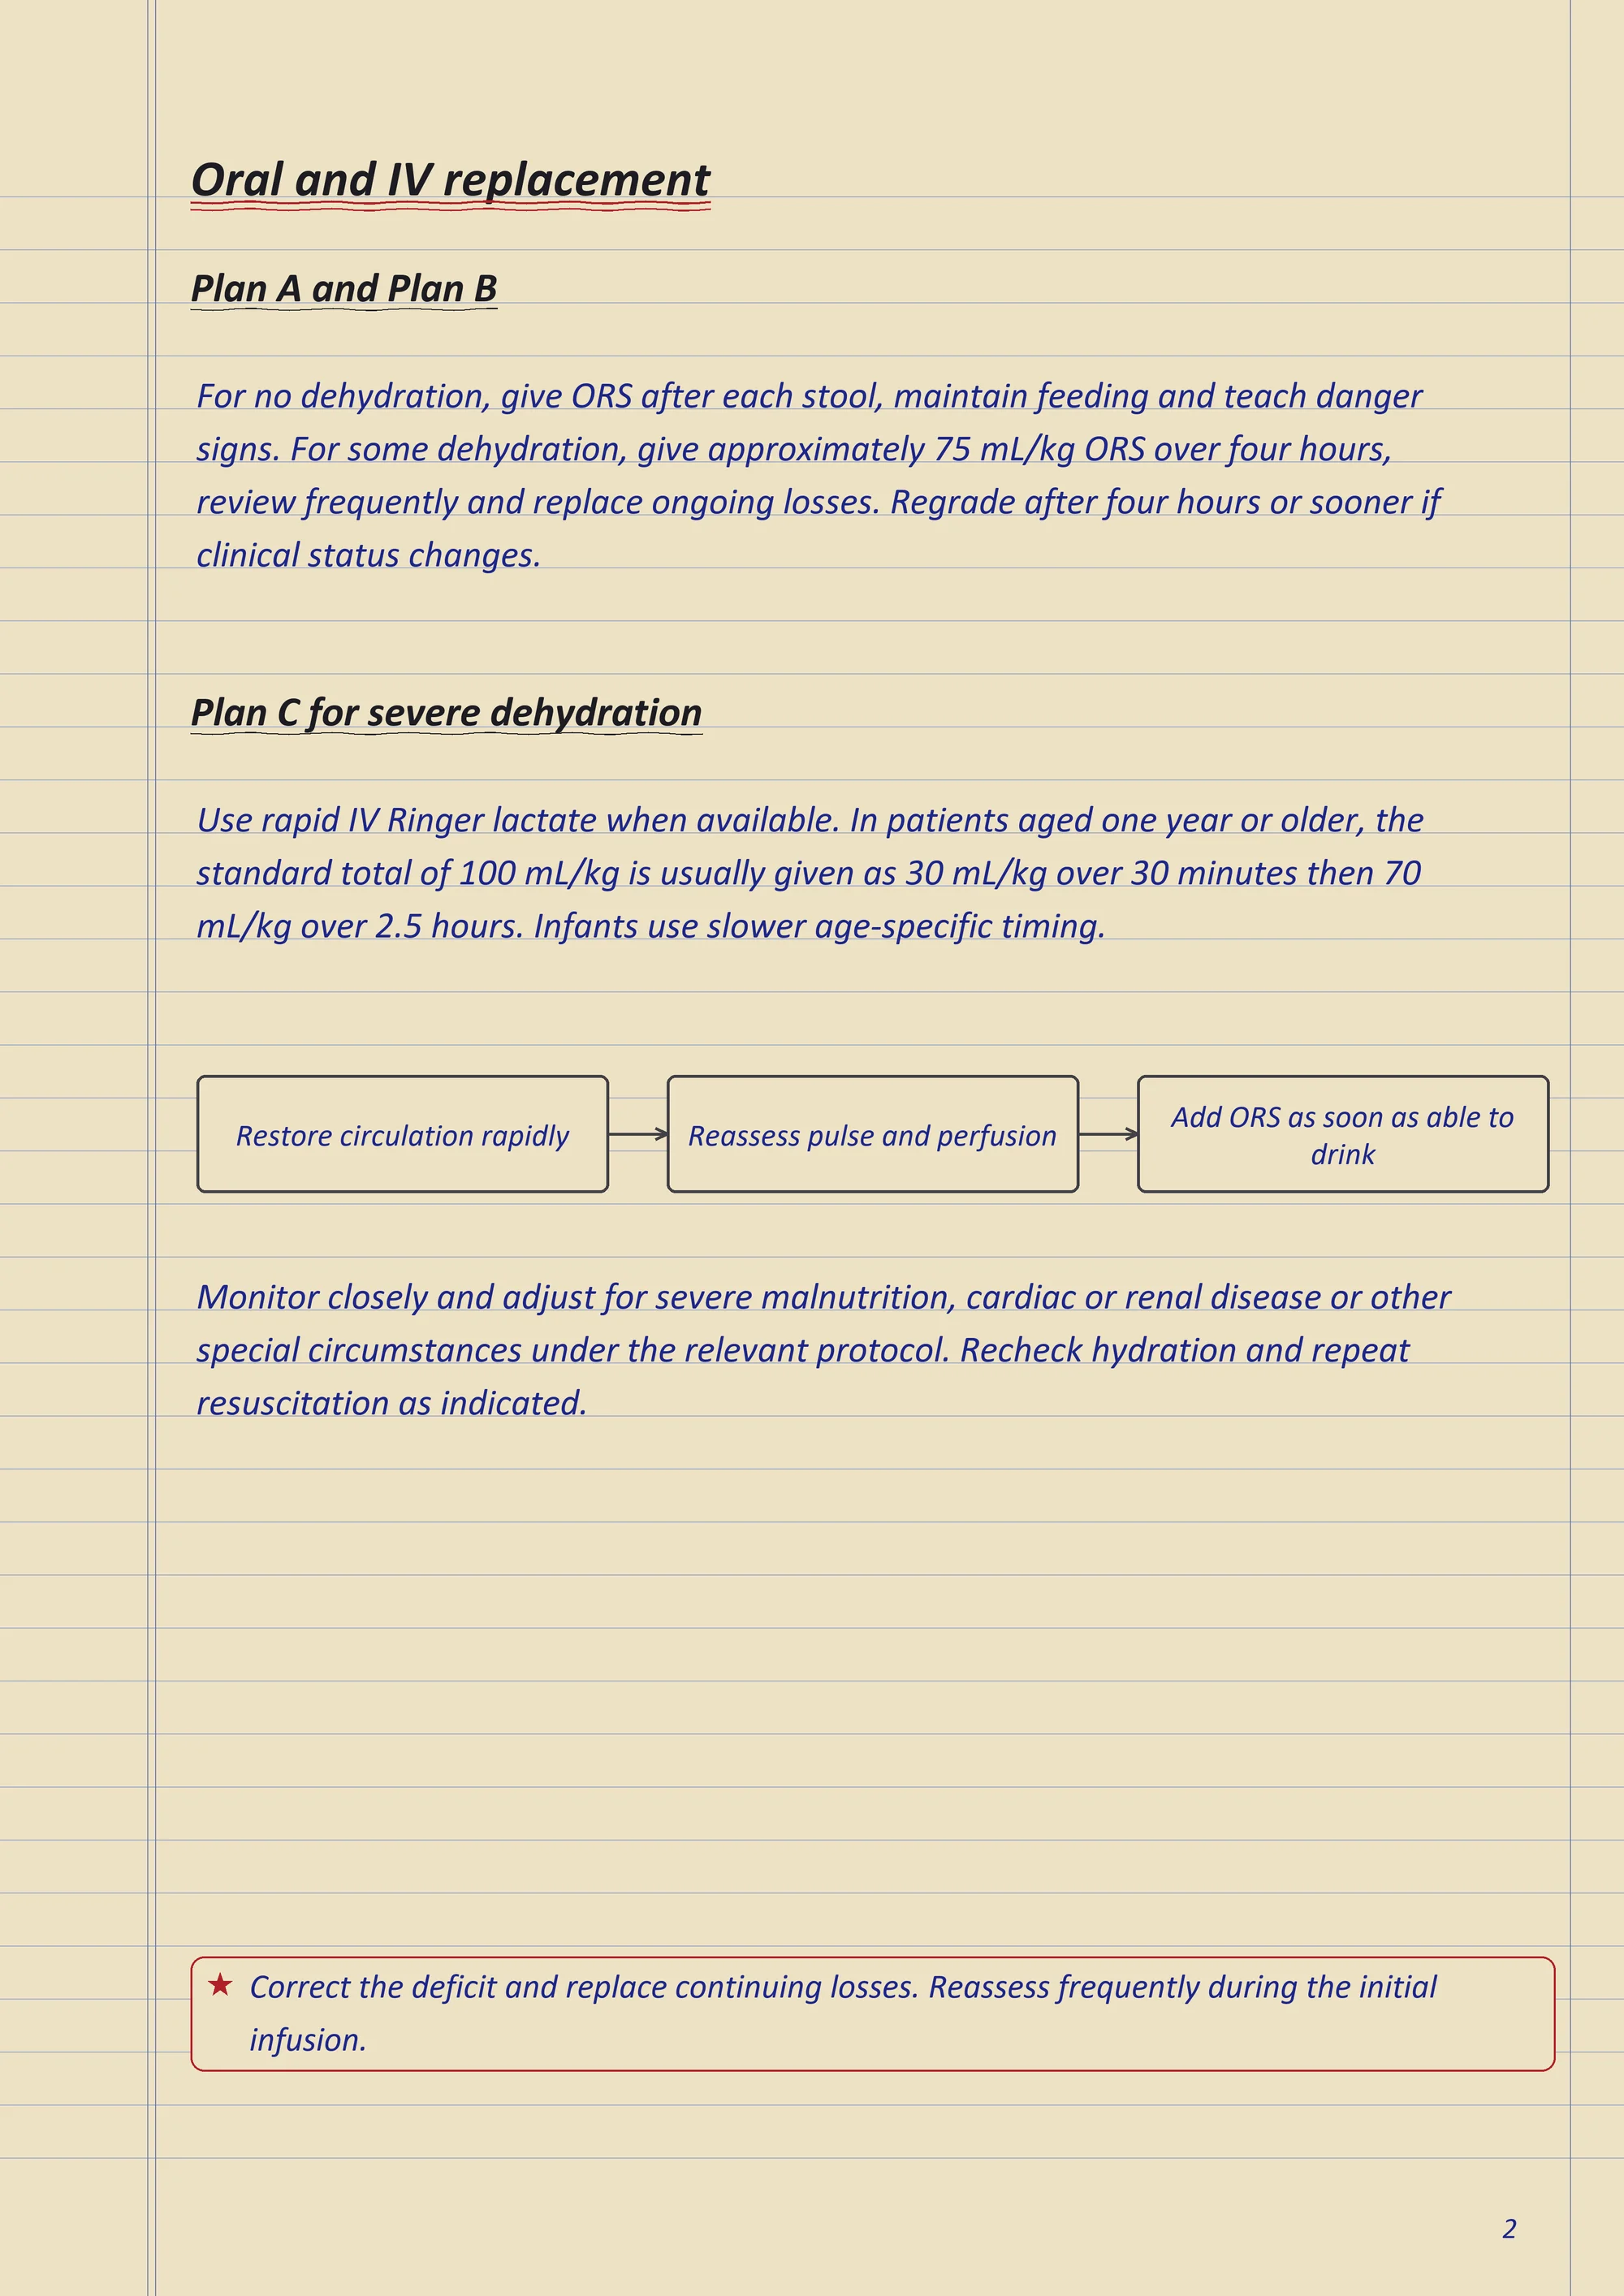 Oral and IV replacement
Plan A and Plan B
For no dehydration, give ORS after each stool, maintain feeding and teach danger
signs. For some dehydration, give approximately 75 mL/kg ORS over four hours,
review frequently and replace ongoing losses. Regrade after four hours or sooner if
clinical status changes.
Plan C for severe dehydration
Use rapid IV Ringer lactate when available. In patients aged one year or older, the
standard total of 100 mL/kg is usually given as 30 mL/kg over 30 minutes then 70
mL/kg over 2.5 hours. Infants use slower age-specific timing.
Restore circulation rapidly
Reassess pulse and perfusion
Add ORS as soon as able to
drink
Monitor closely and adjust for severe malnutrition, cardiac or renal disease or other
special circumstances under the relevant protocol. Recheck hydration and repeat
resuscitation as indicated.
★ Correct the deficit and replace continuing losses. Reassess frequently during the initial
infusion.
2